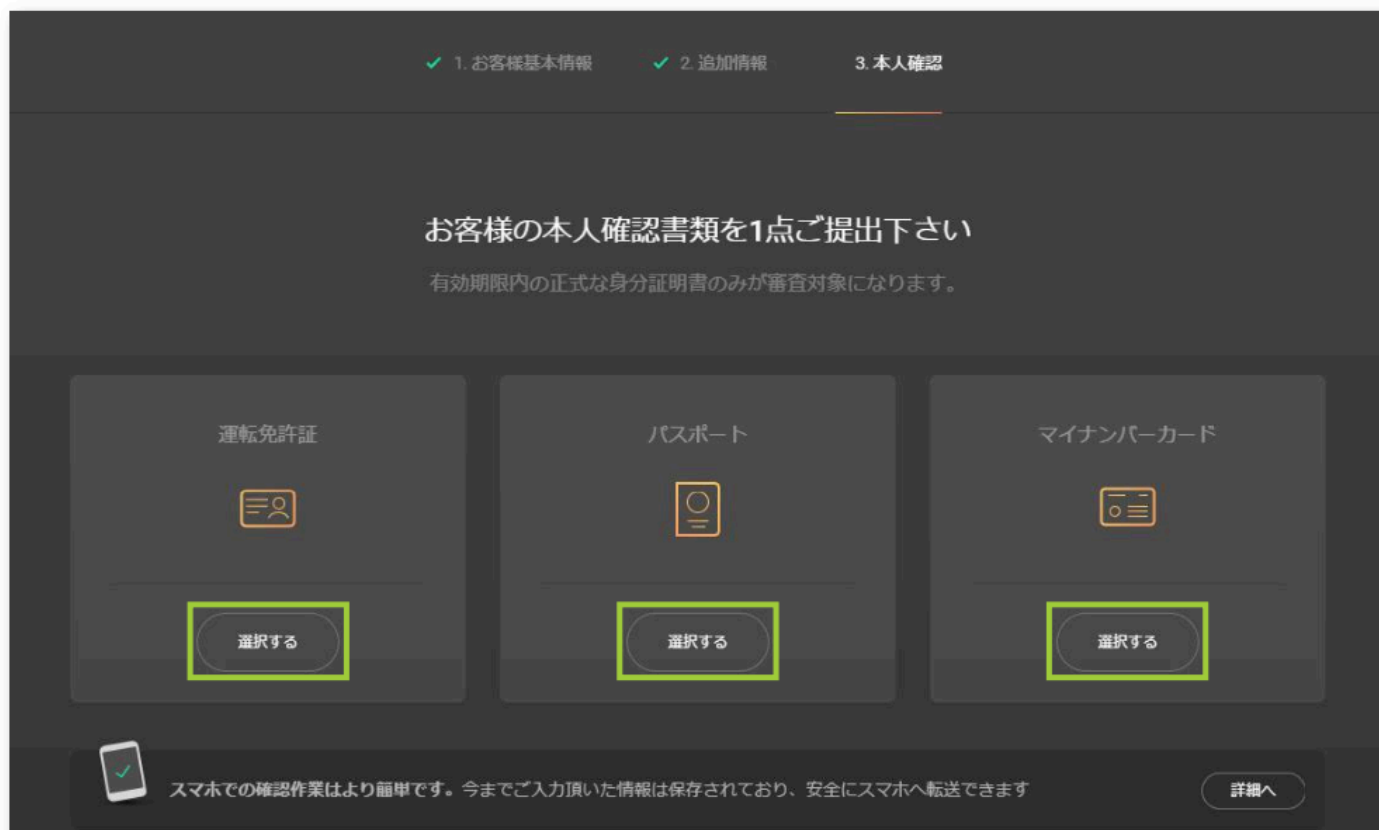 ✓ 1. お客様基本情報 ✓ 2. 追加情報 3. 本人確認
お客様の本人確認書類を1点ご提出下さい
有効期限内の正式な身分証明書のみが審査対象になります。
運転免許証 パスポート マイナンバーカード
選択する 選択する 選択する
スマホでの確認作業はより簡単です。今までご入力頂いた情報は保存されており、安全にスマホへ転送できます 詳細へ